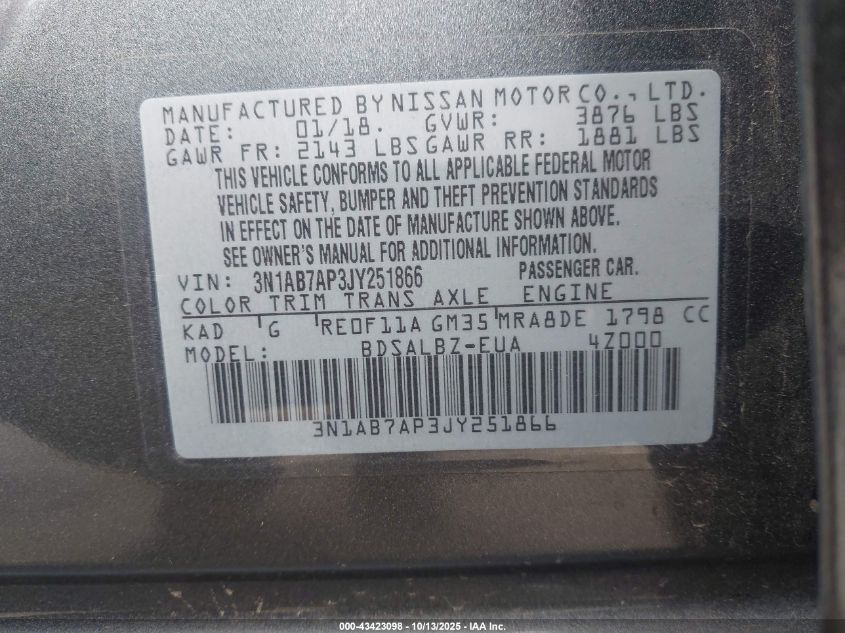 MANUFACTURED BY NISSAN MOTOR CO., LTD.
DATE: 01/18. GVWR: 3876 LBS
GAWR FR: 2143 LBS GAWR RR: 1881 LBS
THIS VEHICLE CONFORMS TO ALL APPLICABLE FEDERAL MOTOR
VEHICLE SAFETY, BUMPER AND THEFT PREVENTION STANDARDS
IN EFFECT ON THE DATE OF MANUFACTURE SHOWN ABOVE.
SEE OWNER'S MANUAL FOR ADDITIONAL INFORMATION.
VIN: 3N1AB7AP3JY251866 PASSENGER CAR.
COLOR TRIM TRANS AXLE ENGINE
KAD G RE0F11A GM35 MRA8DE 1798 CC
MODEL: BDSALBZ-EUA 4Z000
3N1AB7AP3JY251866
000-43423098 - 10/13/2025 - IAA Inc.